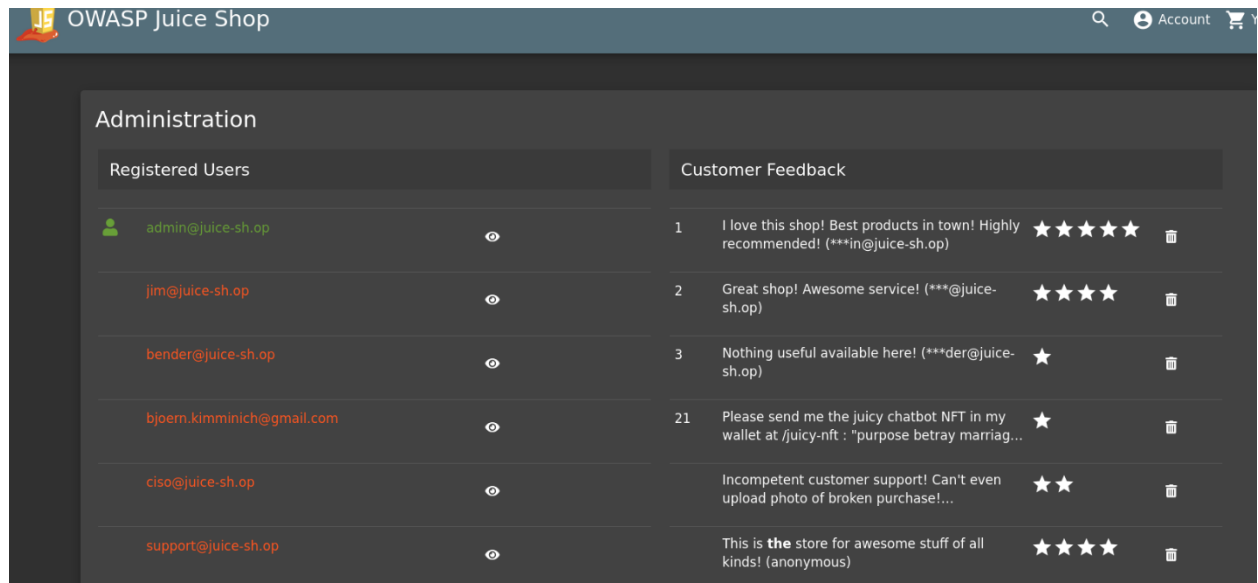 OWASP Juice Shop
Account
Y
Administration
Registered Users
admin@juice-sh.op
jim@juice-sh.op
bender@juice-sh.op
bjoern.kimminich@gmail.com
ciso@juice-sh.op
support@juice-sh.op
Customer Feedback
1
I love this shop! Best products in town! Highly
recommended! (***in@juice-sh.op)
2
Great shop! Awesome service! (***@juice-
sh.op)
3
Nothing useful available here! (***der@juice-
sh.op)
21
Please send me the juicy chatbot NFT in my
wallet at /juicy-nft : "purpose betray marriag...
Incompetent customer support! Can't even
upload photo of broken purchase!...
This is the store for awesome stuff of all
kinds! (anonymous)